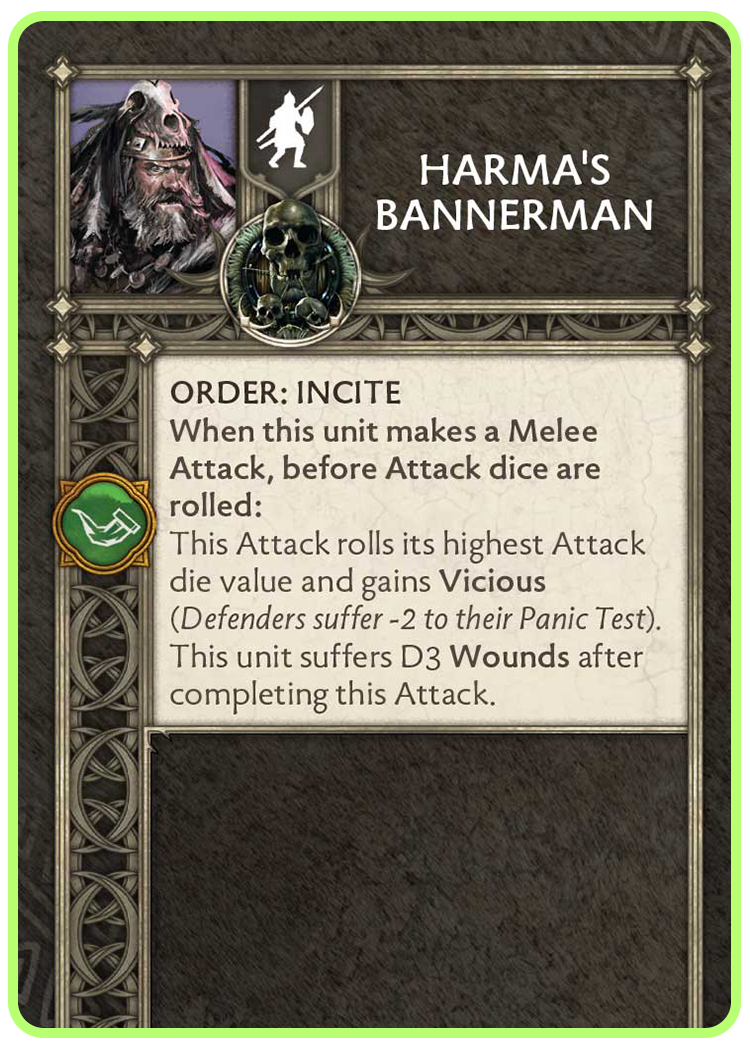 HARMA'S
BANNERMAN
ORDER: INCITE
When this unit makes a Melee
Attack, before Attack dice are
rolled:
This Attack rolls its highest Attack
die value and gains Vicious
(Defenders suffer -2 to their Panic Test).
This unit suffers D3 Wounds after
completing this Attack.